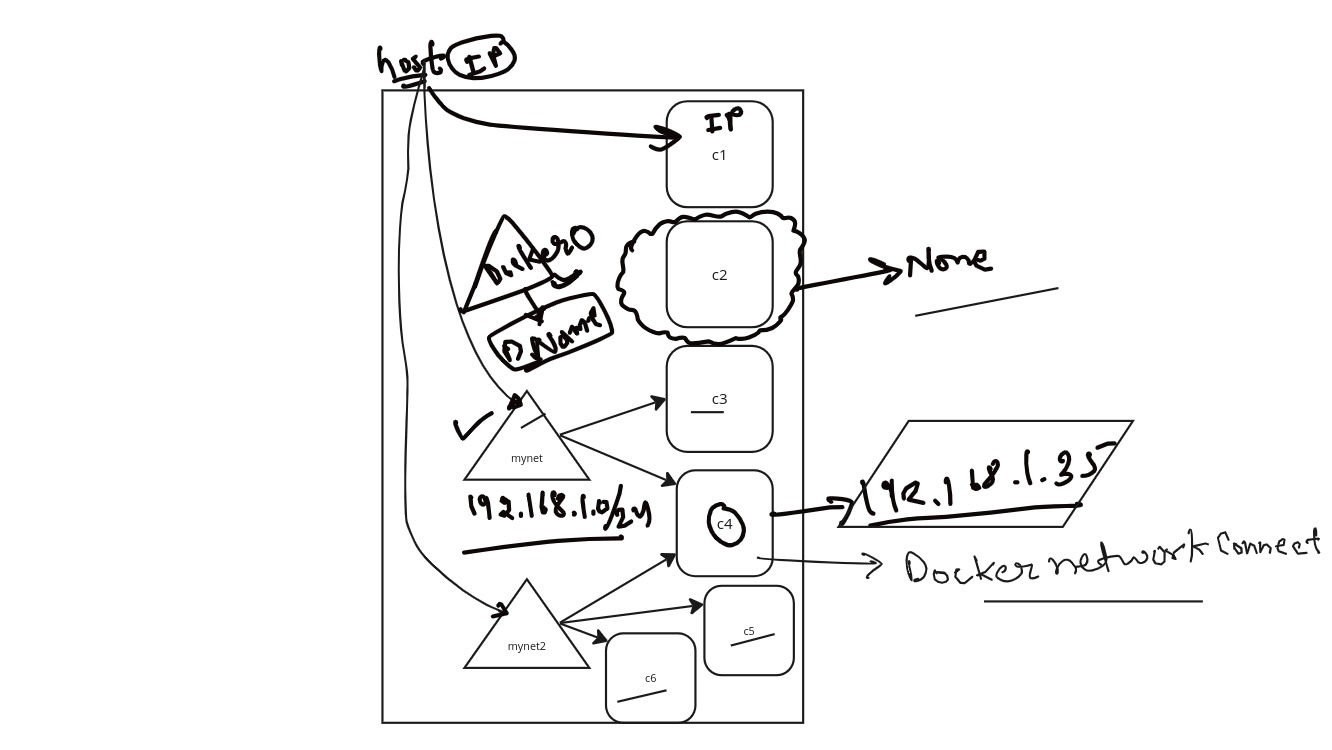 host IP
IP
c1
Docker0
c2
None
D Name
c3
mynet
192.168.1.0/24
c4
192.168.1.35
Docker network connect
mynet2
c5
c6